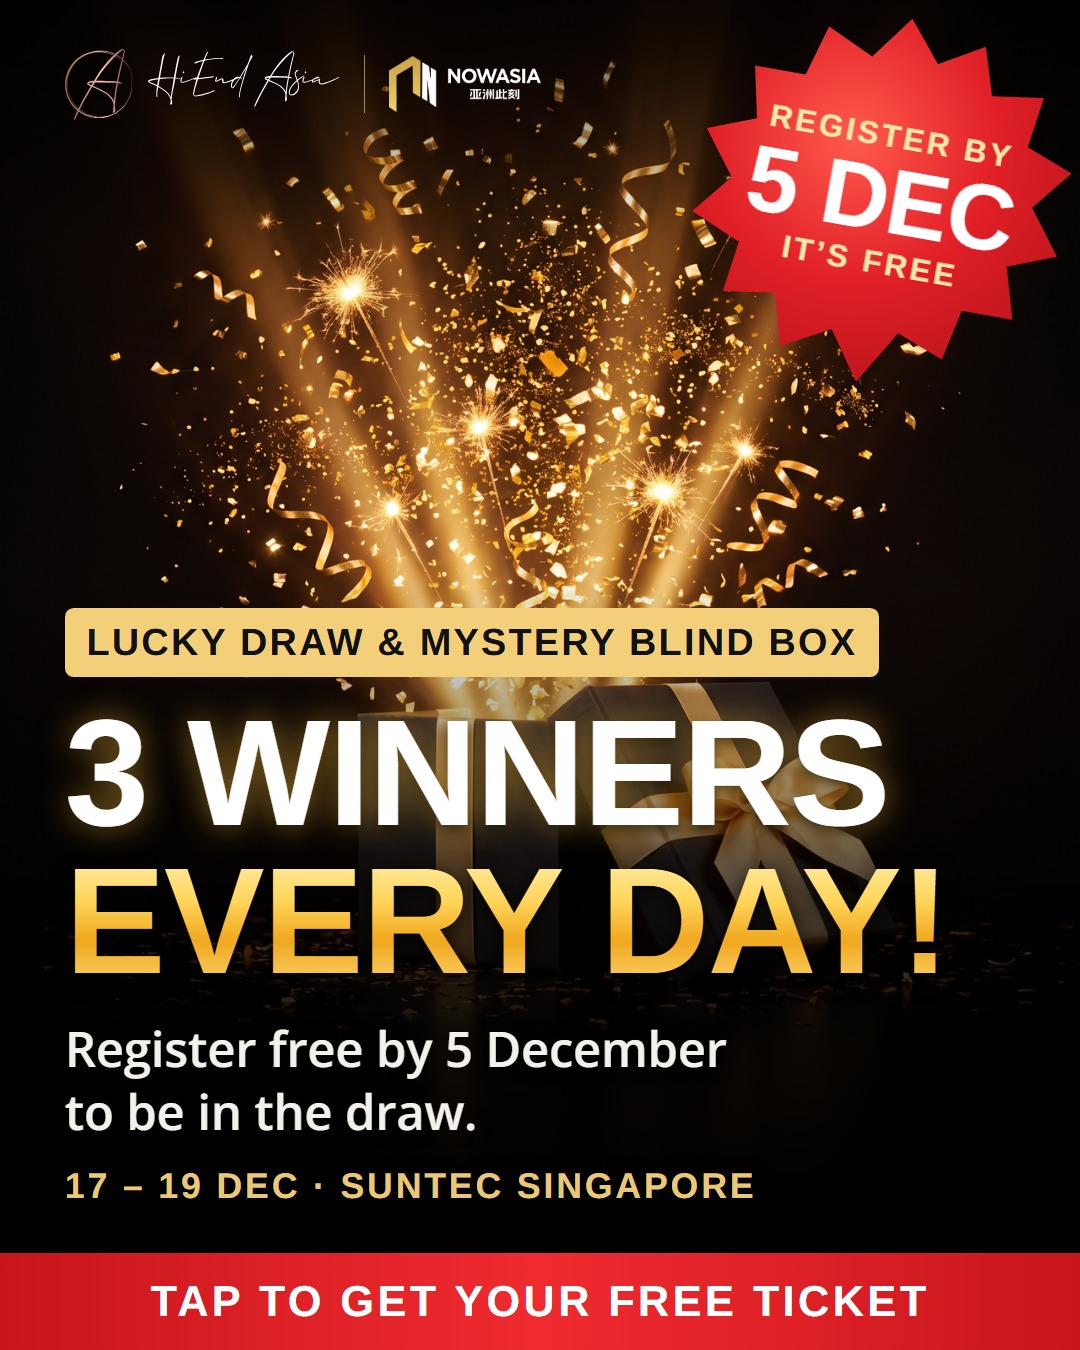 HiEnd Asia
NOWASIA
亚洲此刻
REGISTER BY
5 DEC
IT'S FREE
LUCKY DRAW & MYSTERY BLIND BOX
3 WINNERS
EVERY DAY!
Register free by 5 December
to be in the draw.
17 – 19 DEC · SUNTEC SINGAPORE
TAP TO GET YOUR FREE TICKET